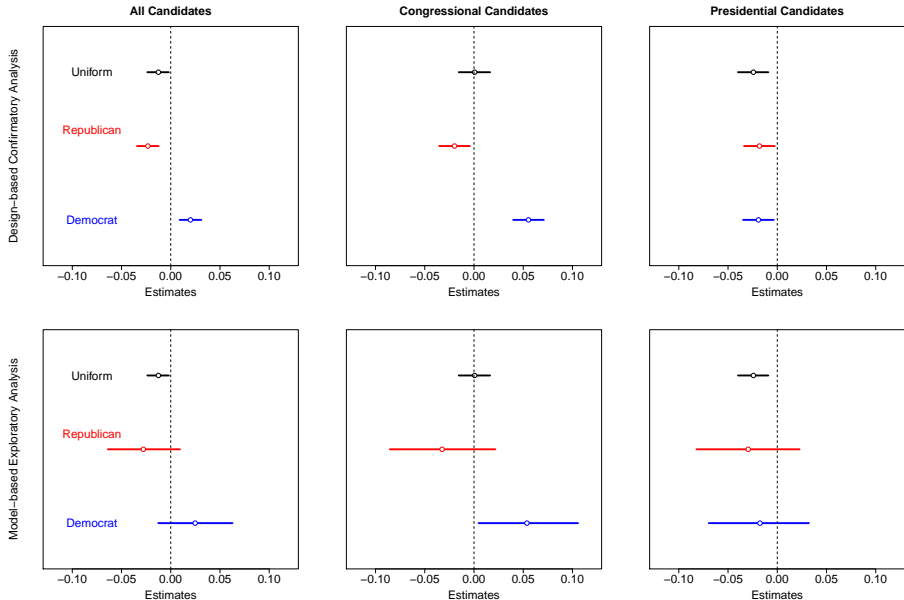 All Candidates
Congressional Candidates
Presidential Candidates
Design−based Confirmatory Analysis
Uniform
Republican
Democrat
−0.10 −0.05 0.00 0.05 0.10
−0.10 −0.05 0.00 0.05 0.10
−0.10 −0.05 0.00 0.05 0.10
Estimates
Estimates
Estimates
Model−based Exploratory Analysis
Uniform
Republican
Democrat
−0.10 −0.05 0.00 0.05 0.10
−0.10 −0.05 0.00 0.05 0.10
−0.10 −0.05 0.00 0.05 0.10
Estimates
Estimates
Estimates